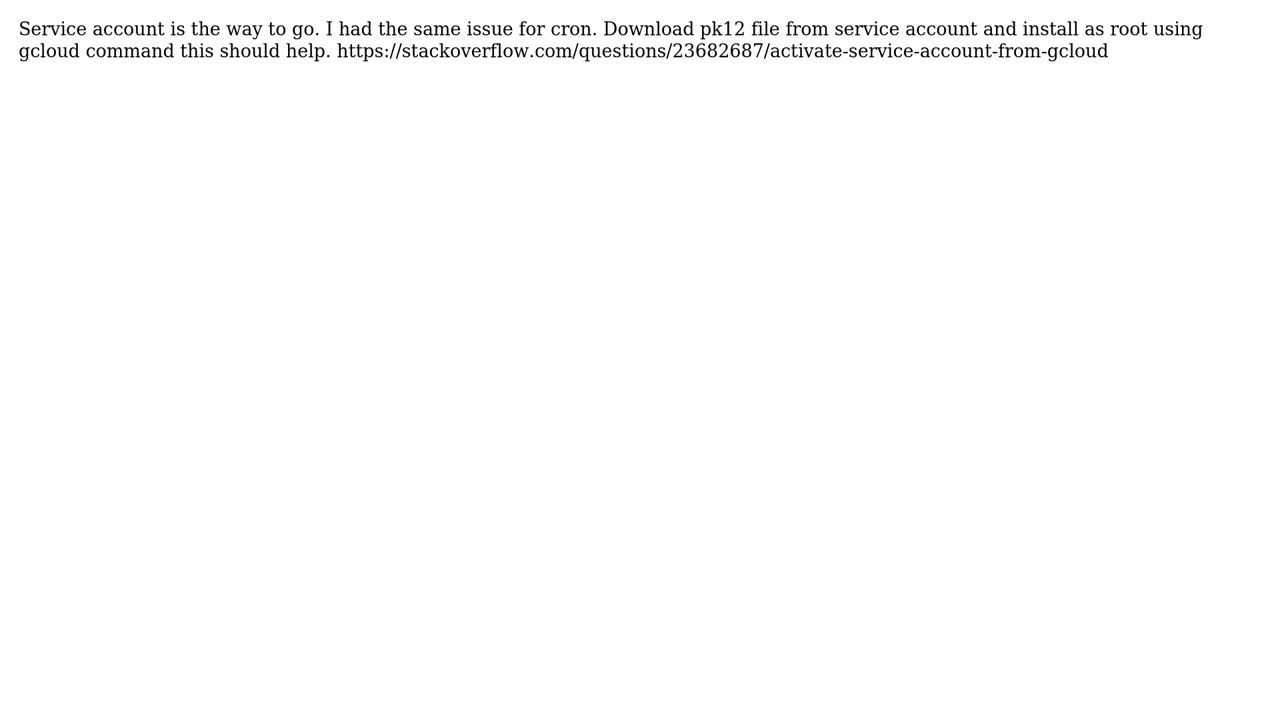 Service account is the way to go. I had the same issue for cron. Download pk12 file from service account and install as root using
gcloud command this should help. https://stackoverflow.com/questions/23682687/activate-service-account-from-gcloud